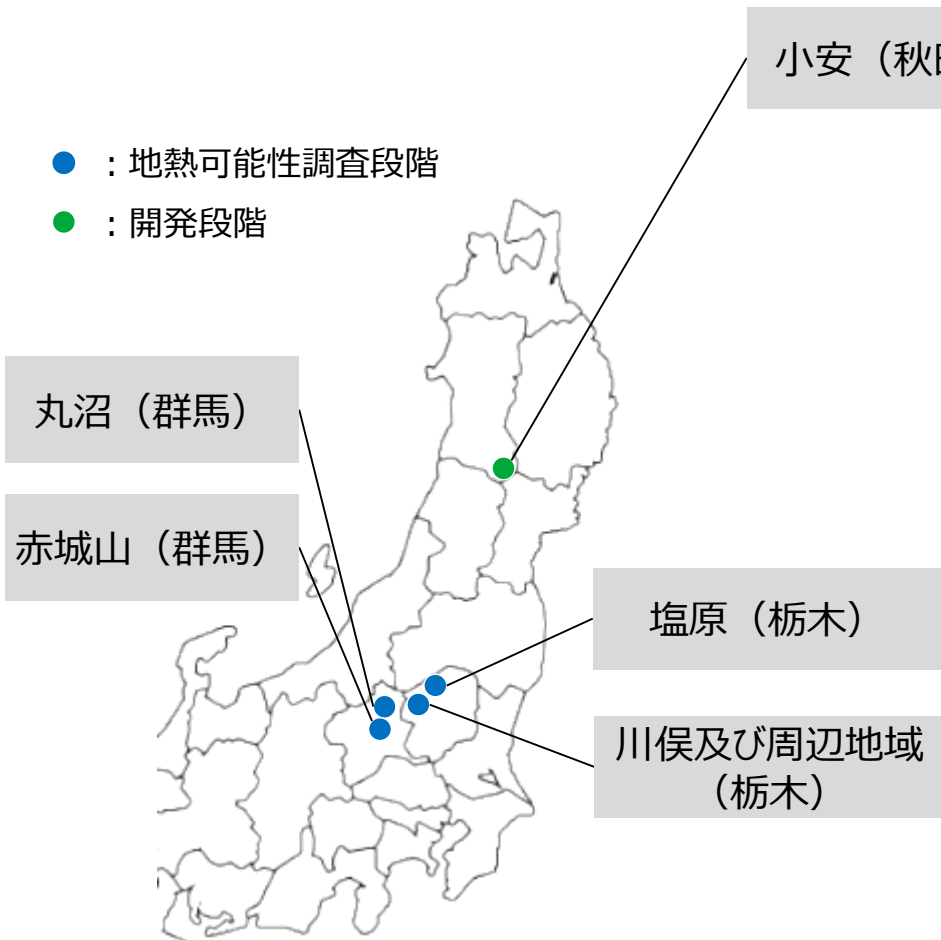 小安（秋
：地熱可能性調査段階
：開発段階
丸沼（群馬）
赤城山（群馬）
塩原（栃木）
川俣及び周辺地域
（栃木）